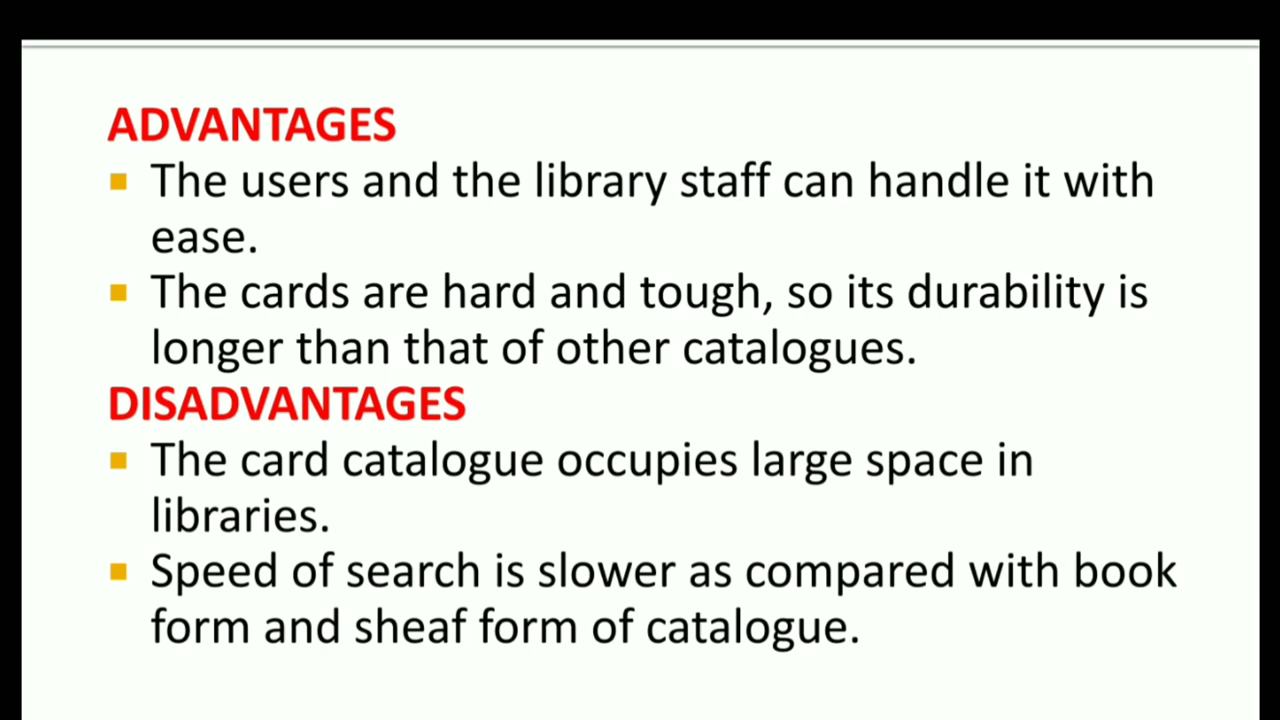 ADVANTAGES
▪ The users and the library staff can handle it with
ease.
▪ The cards are hard and tough, so its durability is
longer than that of other catalogues.
DISADVANTAGES
▪ The card catalogue occupies large space in
libraries.
▪ Speed of search is slower as compared with book
form and sheaf form of catalogue.